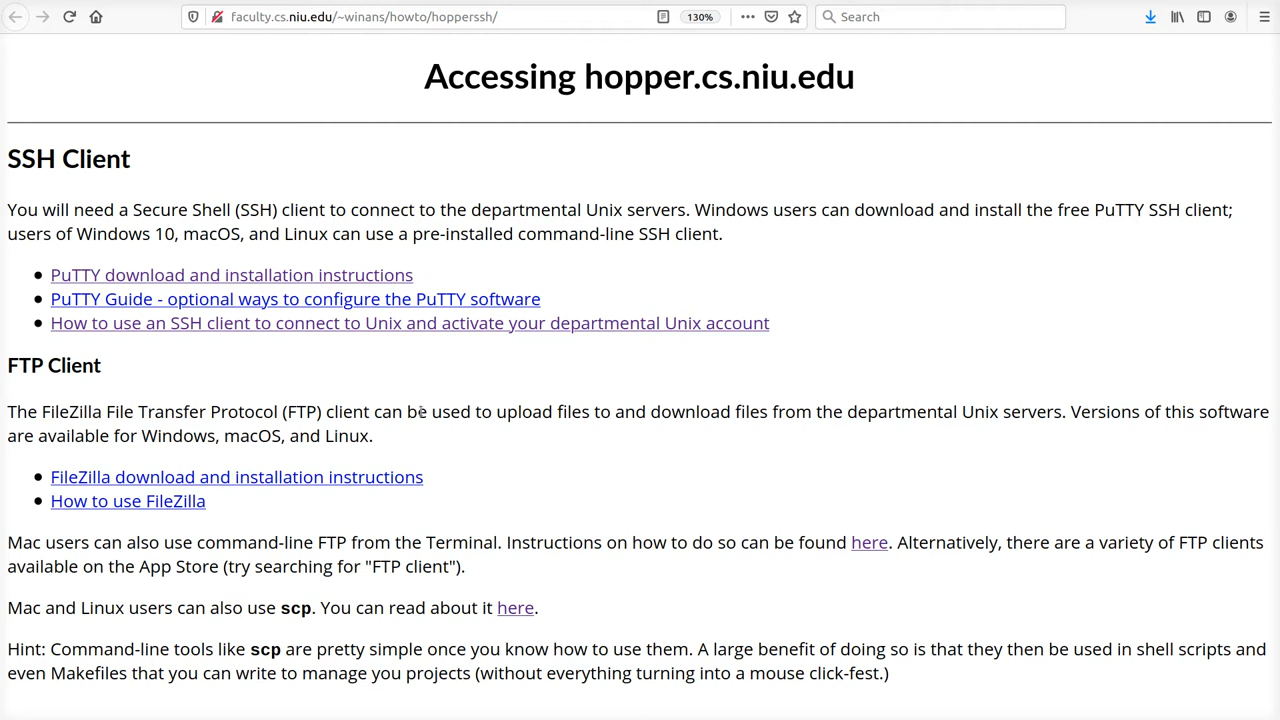 faculty.cs.niu.edu/~winans/howto/hopperssh/
130%
Search
Accessing hopper.cs.niu.edu
SSH Client
You will need a Secure Shell (SSH) client to connect to the departmental Unix servers. Windows users can download and install the free PuTTY SSH client;
users of Windows 10, macOS, and Linux can use a pre-installed command-line SSH client.
PuTTY download and installation instructions
PuTTY Guide - optional ways to configure the PuTTY software
How to use an SSH client to connect to Unix and activate your departmental Unix account
FTP Client
The FileZilla File Transfer Protocol (FTP) client can be used to upload files to and download files from the departmental Unix servers. Versions of this software
are available for Windows, macOS, and Linux.
FileZilla download and installation instructions
How to use FileZilla
Mac users can also use command-line FTP from the Terminal. Instructions on how to do so can be found here. Alternatively, there are a variety of FTP clients
available on the App Store (try searching for "FTP client").
Mac and Linux users can also use scp. You can read about it here.
Hint: Command-line tools like scp are pretty simple once you know how to use them. A large benefit of doing so is that they then be used in shell scripts and
even Makefiles that you can write to manage you projects (without everything turning into a mouse click-fest.)